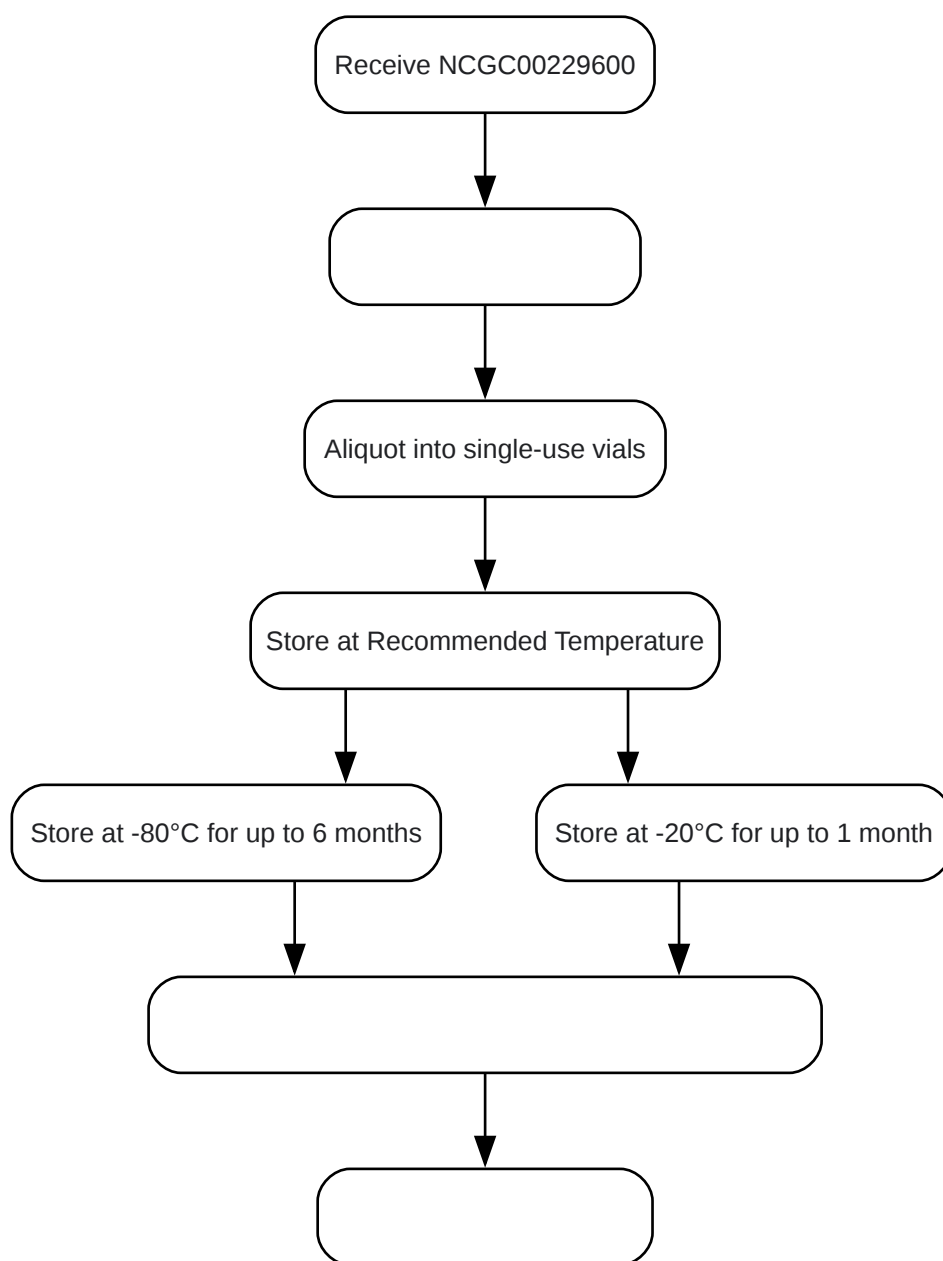 Receive NCGC00229600
Aliquot into single-use vials
Store at Recommended Temperature
Store at -80°C for up to 6 months
Store at -20°C for up to 1 month